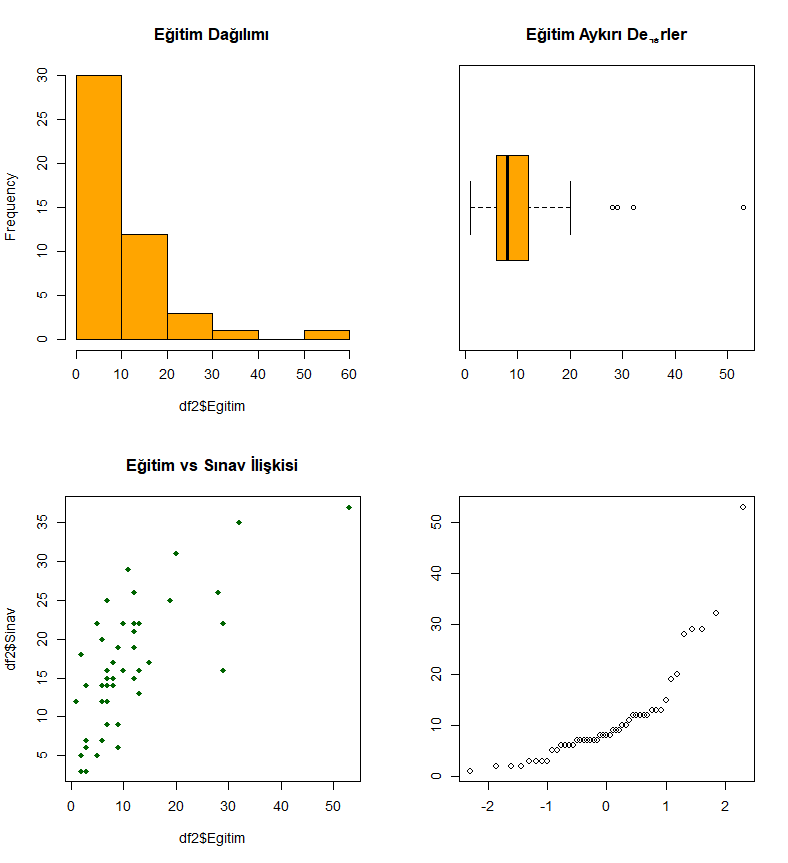 Eğitim Dağılımı
Frequency
0 5 10 15 20 25 30
0 10 20 30 40 50 60
df2$Egitim
Eğitim Aykırı
0 10 20 30 40 50
Eğitim vs Sınav İlişkisi
df2$Sinav
5 10 15 20 25 30 35
0 10 20 30 40 50
df2$Egitim
0 10 20 30 40 50
-2 -1 0 1 2